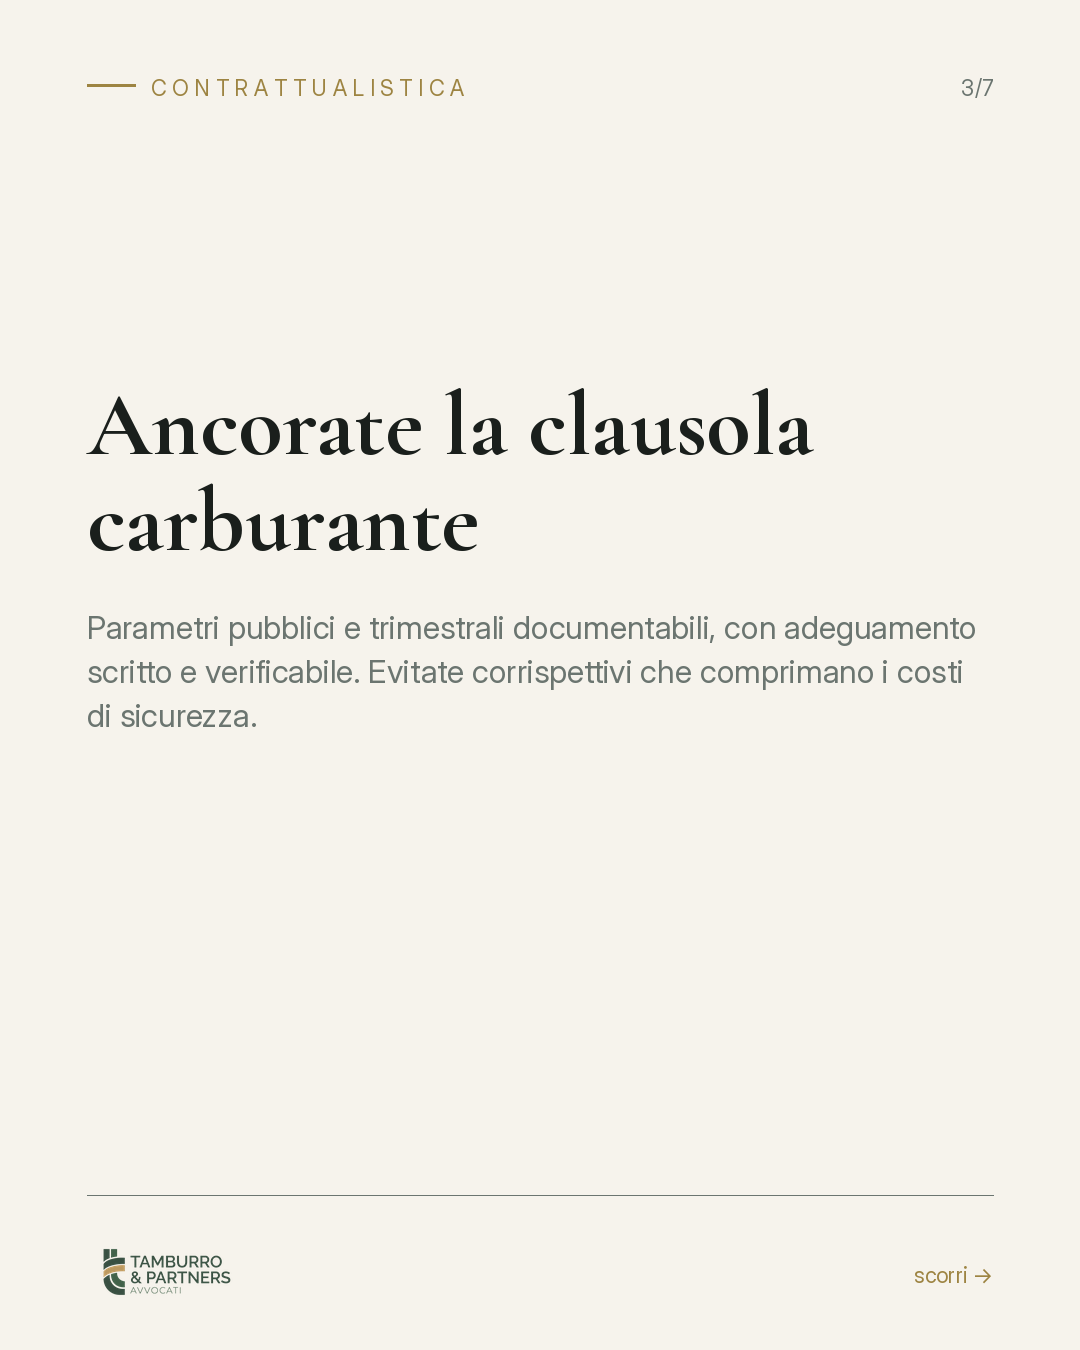 CONTRATTUALISTICA
3/7
Ancorate la clausola
carburante
Parametri pubblici e trimestrali documentabili, con adeguamento
scritto e verificabile. Evitate corrispettivi che comprimano i costi
di sicurezza.
TAMBURRO
& PARTNERS
AVVOCATI
scorri →